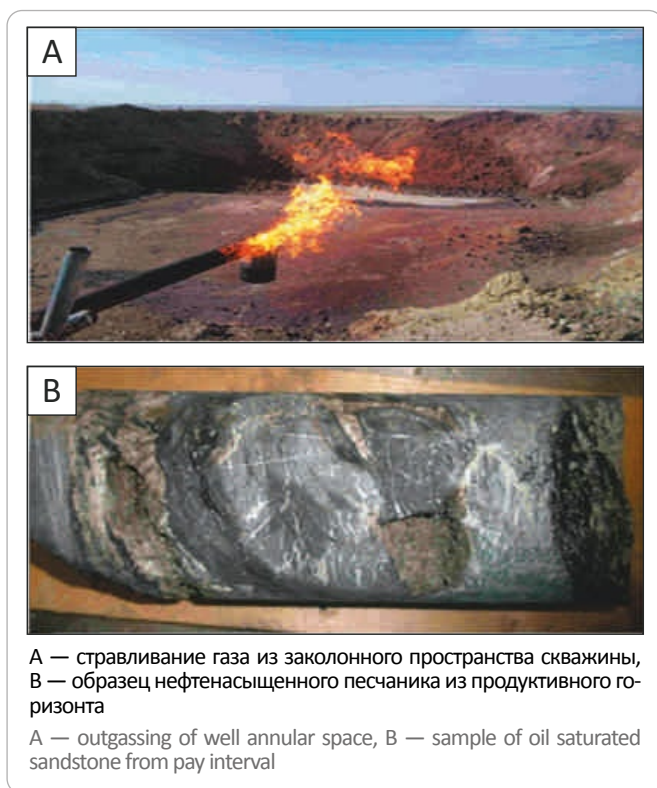 A
B
A — стравливание газа из заколонного пространства скважины,
B — образец нефтенасыщенного песчаника из продуктивного го-
ризонта
A — outgassing of well annular space, B — sample of oil saturated
sandstone from pay interval